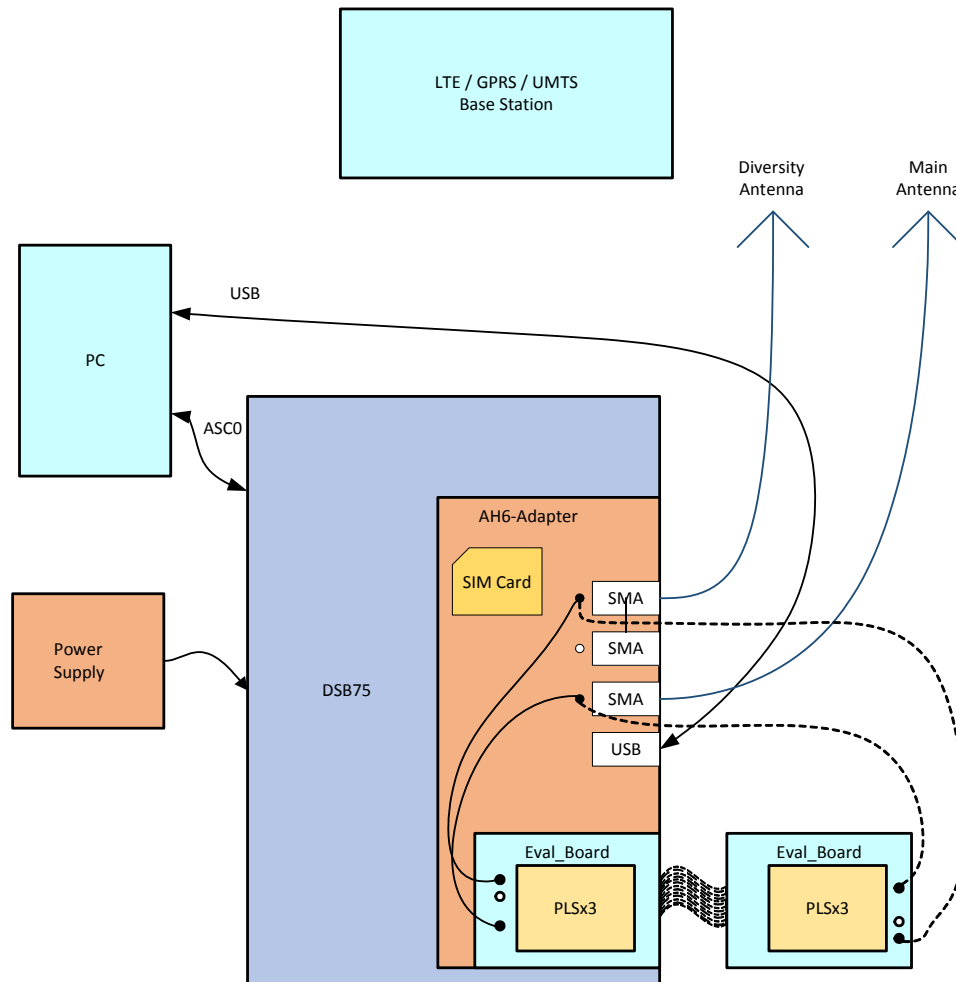 LTE / GPRS / UMTS
Base Station
Diversity
Antenna
Main
Antenna
USB
PC
ASC0
AH6-Adapter
SIM Card
SMA
SMA
SMA
USB
Power
Supply
DSB75
Eval_Board
PLSx3
Eval_Board
PLSx3